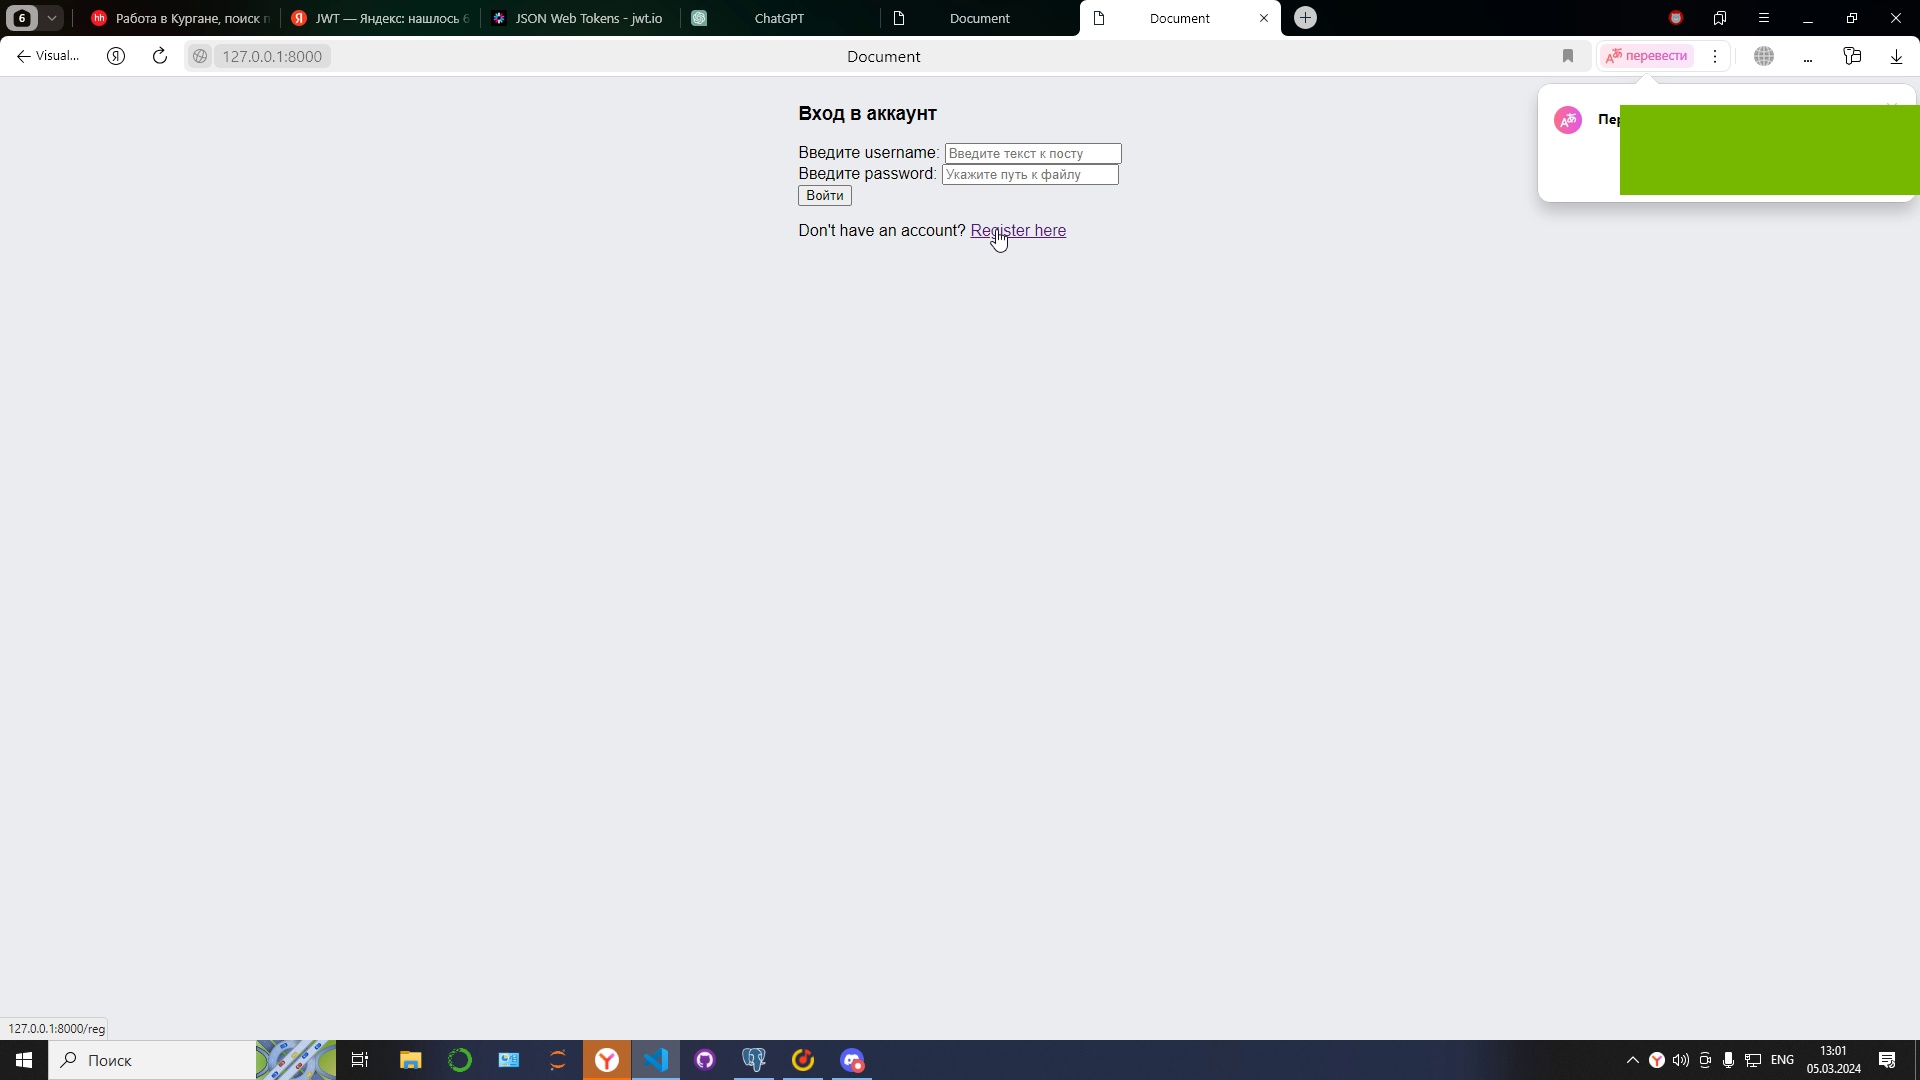 6
Работа в Кургане, поиск п
JWT — Яндекс: нашлось 6
JSON Web Tokens - jwt.io
ChatGPT
Document
Document
Visual...
127.0.0.1:8000
Document
перевести
Вход в аккаунт
Введите username: Введите текст к посту
Введите password: Укажите путь к файлу
Войти
Don't have an account? Register here
127.0.0.1:8000/reg
Поиск
ENG
13:01
05.03.2024